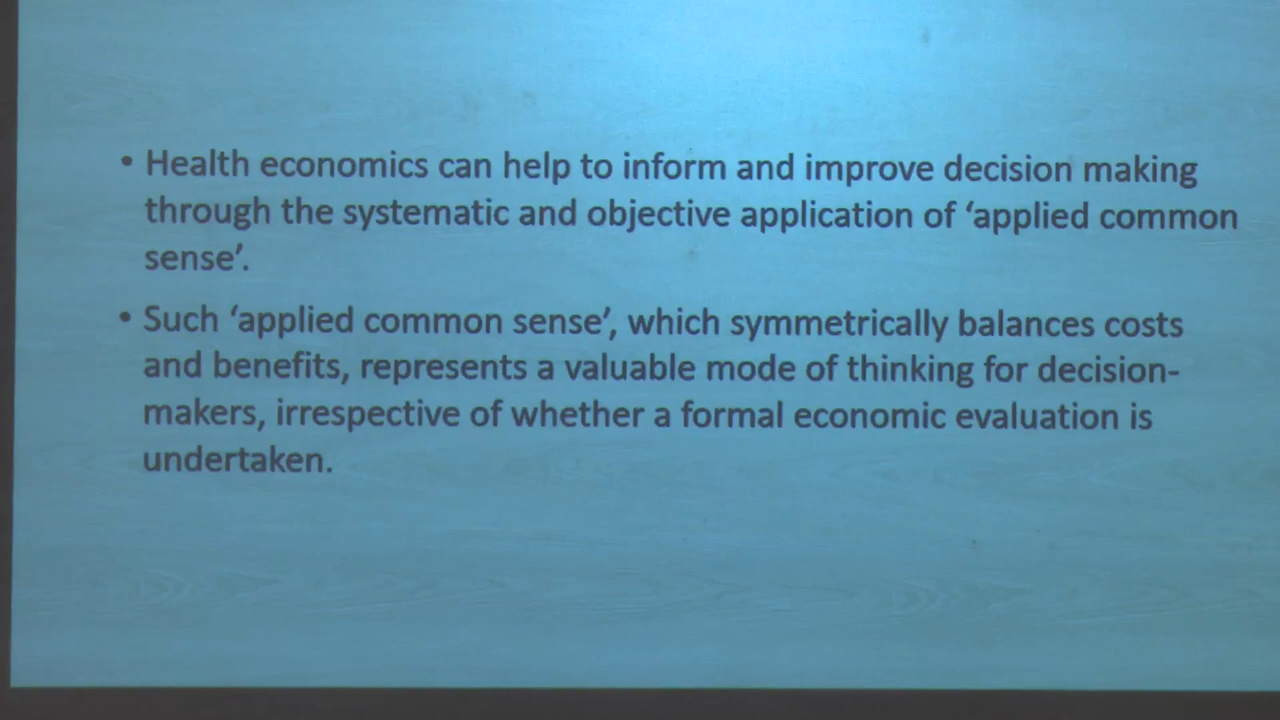 • Health economics can help to inform and improve decision making
through the systematic and objective application of ‘applied common
sense’.
• Such ‘applied common sense’, which symmetrically balances costs
and benefits, represents a valuable mode of thinking for decision-
makers, irrespective of whether a formal economic evaluation is
undertaken.